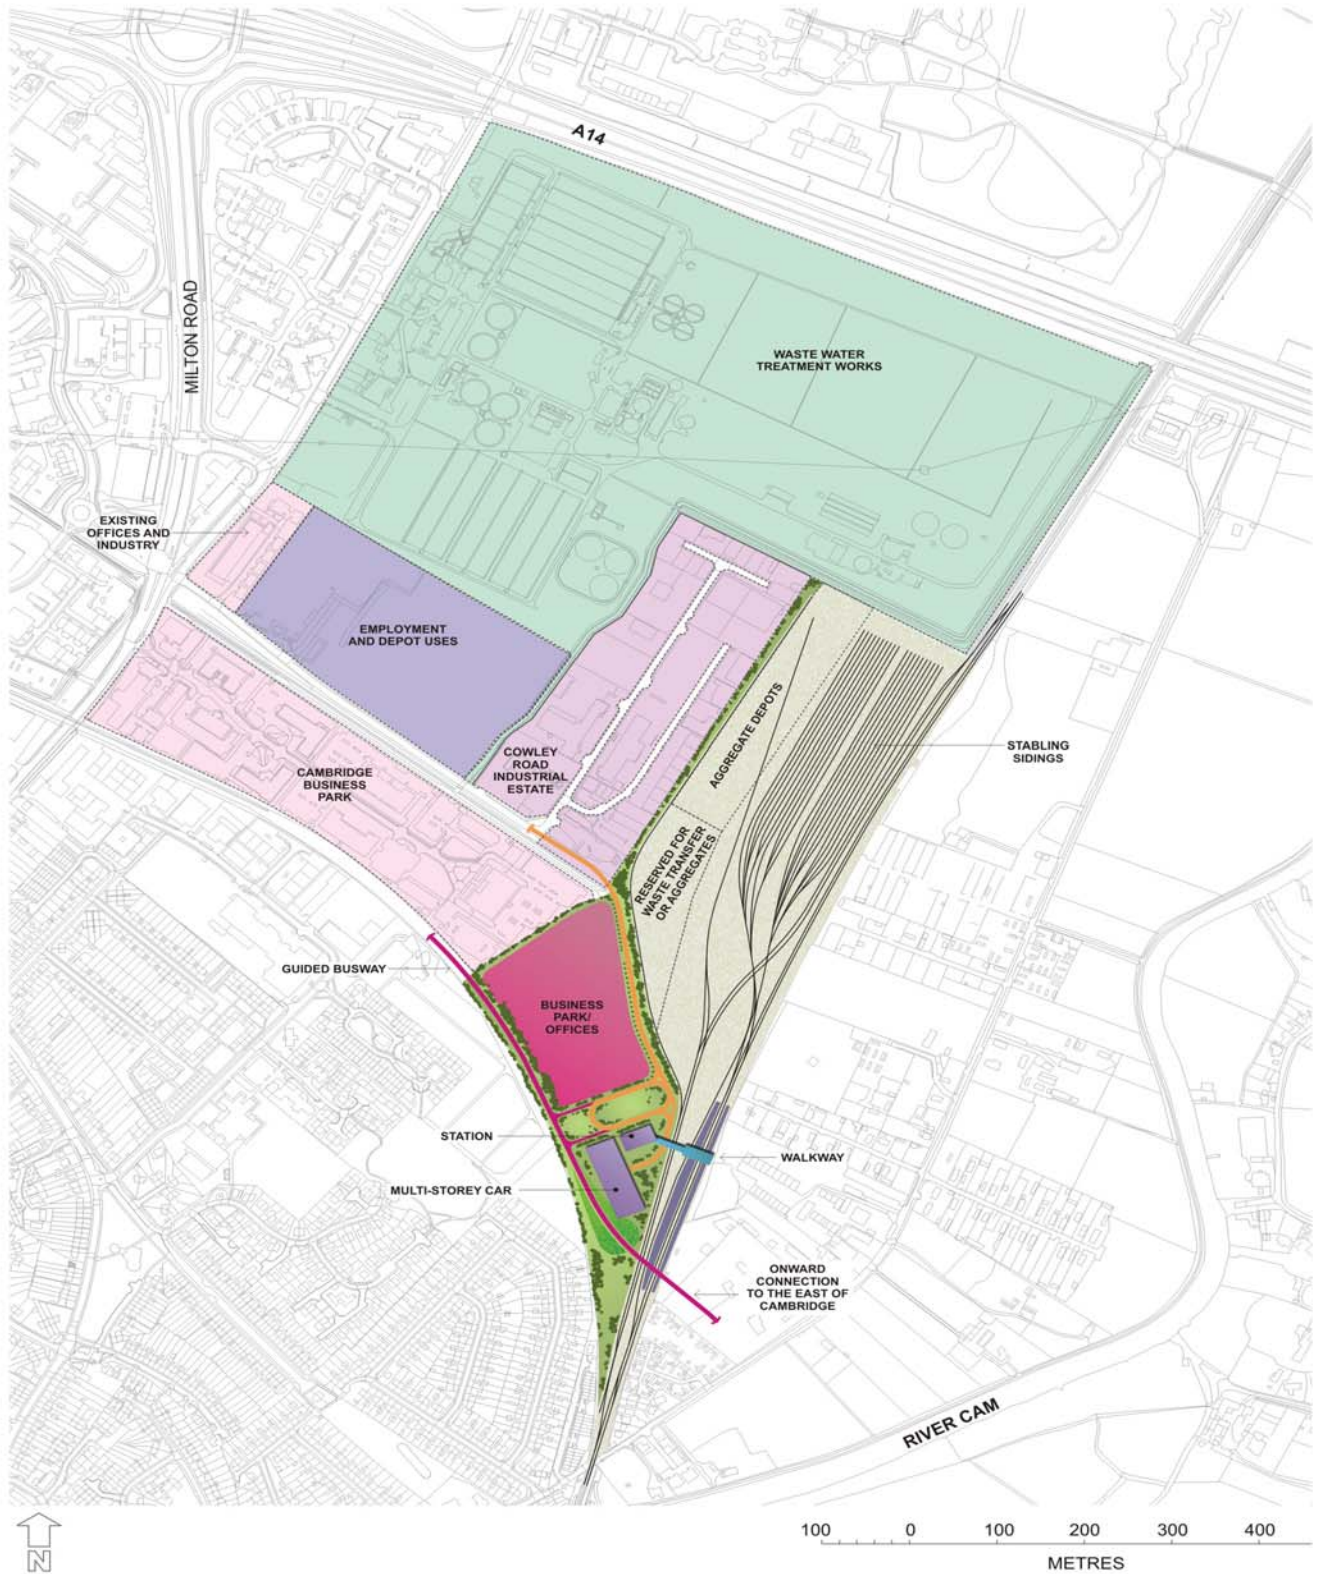 A14
MILTON ROAD
WASTE WATER
TREATMENT WORKS
EXISTING
OFFICES AND
INDUSTRY
EMPLOYMENT
AND DEPOT USES
AGGREGATE DEPOTS
STABLING
SIDINGS
COWLEY
ROAD
INDUSTRIAL
ESTATE
CAMBRIDGE
BUSINESS
PARK
RESERVED FOR
WASTE TRANSFER
OR AGGREGATES
GUIDED BUSWAY
BUSINESS
PARK/
OFFICES
STATION
WALKWAY
MULTI-STOREY CAR
ONWARD
CONNECTION
TO THE EAST OF
CAMBRIDGE
RIVER CAM
N
100 0 100 200 300 400
METRES